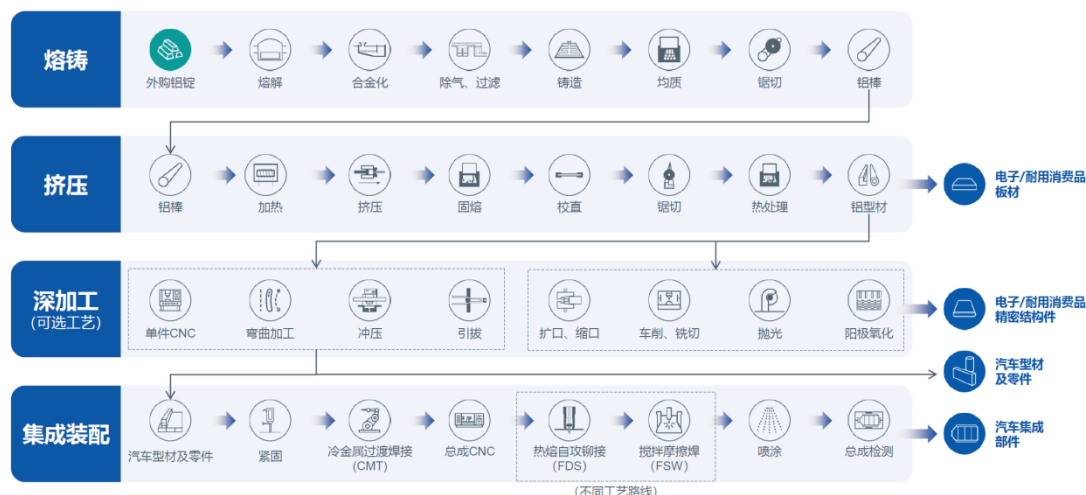 熔铸
外购铝锭
熔解
合金化
除气、过滤
铸造
均质
锯切
铝棒
挤压
铝棒
加热
挤压
固熔
校直
锯切
热处理
铝型材
电子/耐用消费品
板材
深加工
(可选工艺)
单件CNC
弯曲加工
冲压
引拔
扩口、缩口
车削、铣切
抛光
阳极氧化
电子/耐用消费品
精密结构件
汽车型材
及零件
集成装配
汽车型材及零件
紧固
冷金属过渡焊接
(CMT)
总成CNC
热熔自攻铆接
(FDS)
搅拌摩擦焊
(FSW)
喷涂
总成检测
汽车集成
部件
(不同工艺路线)